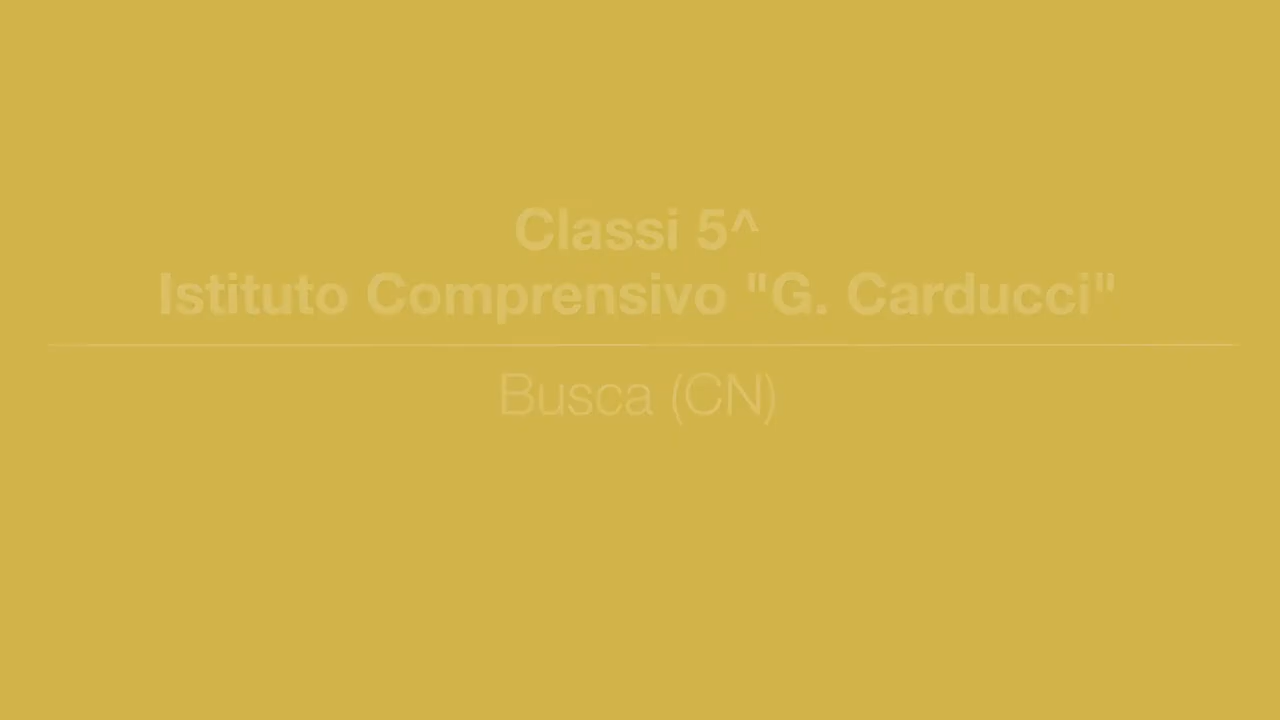 Classi 5^
Istituto Comprensivo "G. Carducci"
Busca (CN)